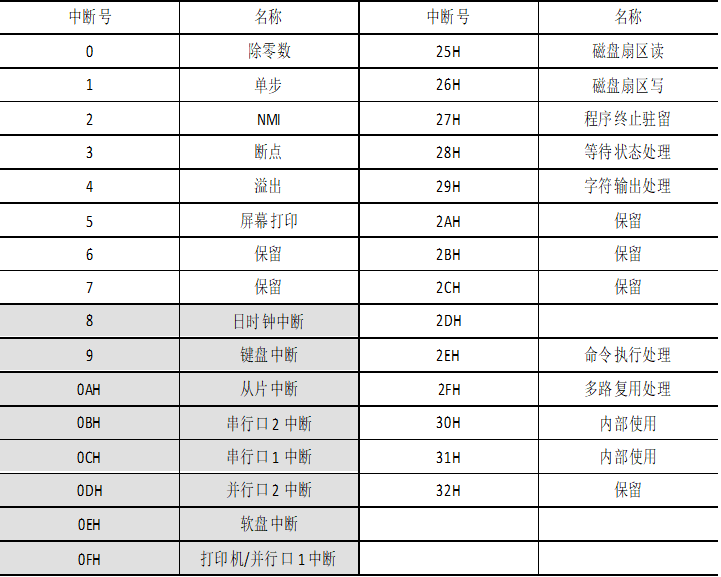 中断号 名称 中断号 名称
0 除零数 25H 磁盘扇区读
1 单步 26H 磁盘扇区写
2 NMI 27H 程序终止驻留
3 断点 28H 等待状态处理
4 溢出 29H 字符输出处理
5 屏幕打印 2AH 保留
6 保留 2BH 保留
7 保留 2CH 保留
8 日时钟中断 2DH
9 键盘中断 2EH 命令执行处理
0AH 从片中断 2FH 多路复用处理
0BH 串行口2中断 30H 内部使用
0CH 串行口1中断 31H 内部使用
0DH 并行口2中断 32H 保留
0EH 软盘中断
0FH 打印机/并行口1中断